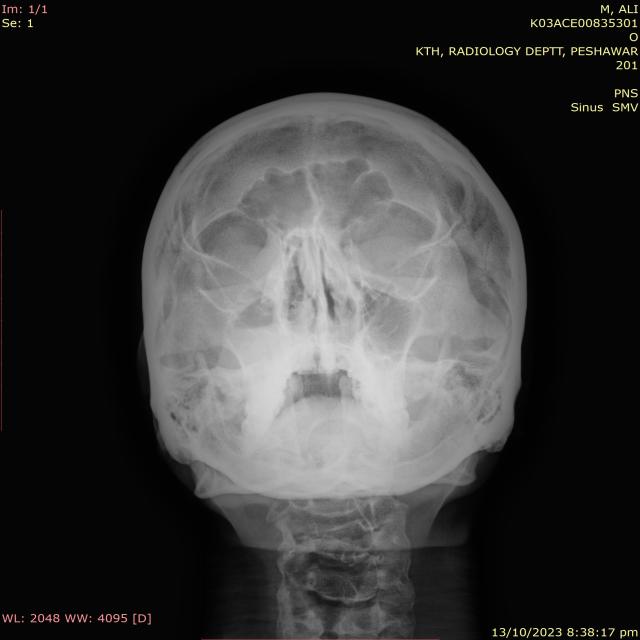 Im: 1/1
Se: 1
M, ALI
K03ACE00835301
O
KTH, RADIOLOGY DEPTT, PESHAWAR
201
PNS
Sinus SMV
WL: 2048 WW: 4095 [D]
13/10/2023 8:38:17 pm